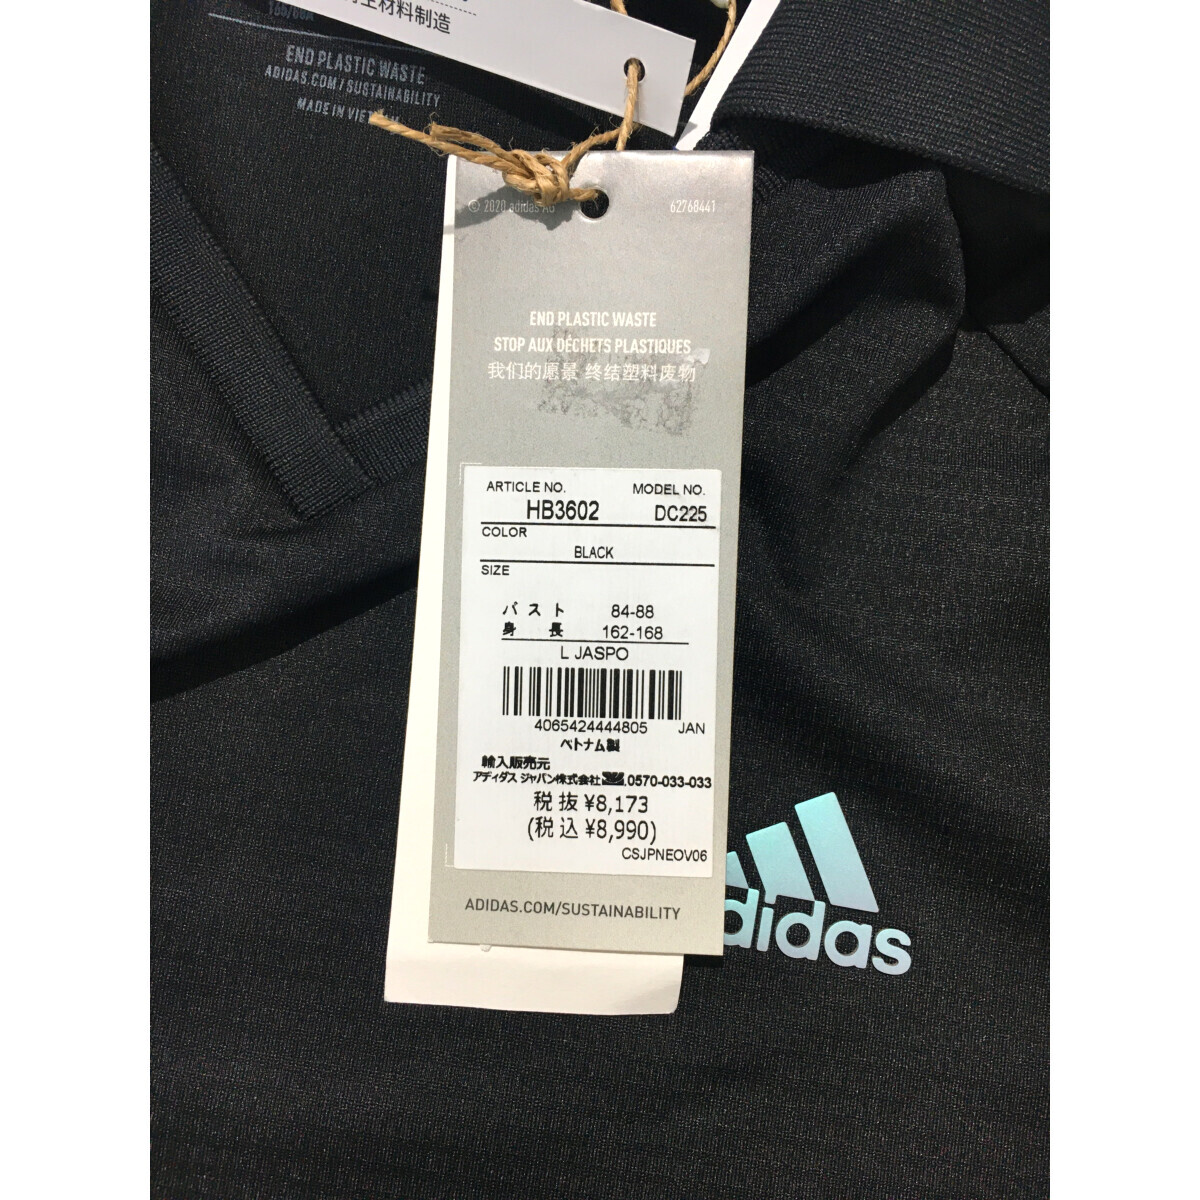 材料制造
END PLASTIC WASTE
ADIDAS.COM/SUSTAINABILITY
MADE IN
© 2020 adidas AG
62768441
END PLASTIC WASTE
STOP AUX DÉCHETS PLASTIQUES
我们的愿景 终结塑料废物
ARTICLE NO. MODEL NO.
HB3602 DC225
COLOR
BLACK
SIZE
バスト 84-88
身長 162-168
L JASPO
4065424444805 JAN
ベトナム製
輸入販売元
アディダス ジャパン株式会社 0570-033-033
税抜 ¥8,173
(税込 ¥8,990)
CSJPNEOV06
ADIDAS.COM/SUSTAINABILITY
adidas